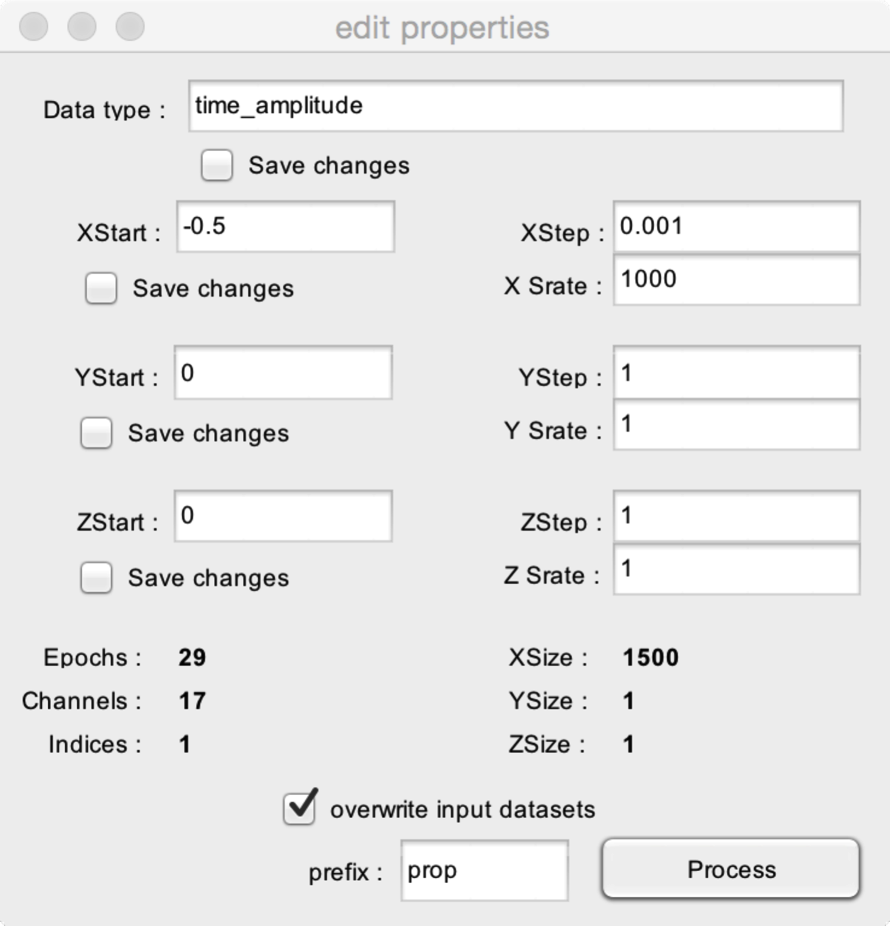 edit properties
Data type : time_amplitude
Save changes
XStart : -0.5 XStep : 0.001
Save changes X Srate : 1000
YStart : 0 YStep : 1
Save changes Y Srate : 1
ZStart : 0 ZStep : 1
Save changes Z Srate : 1
Epochs : 29 XSize : 1500
Channels : 17 YSize : 1
Indices : 1 ZSize : 1
overwrite input datasets
prefix : prop Process